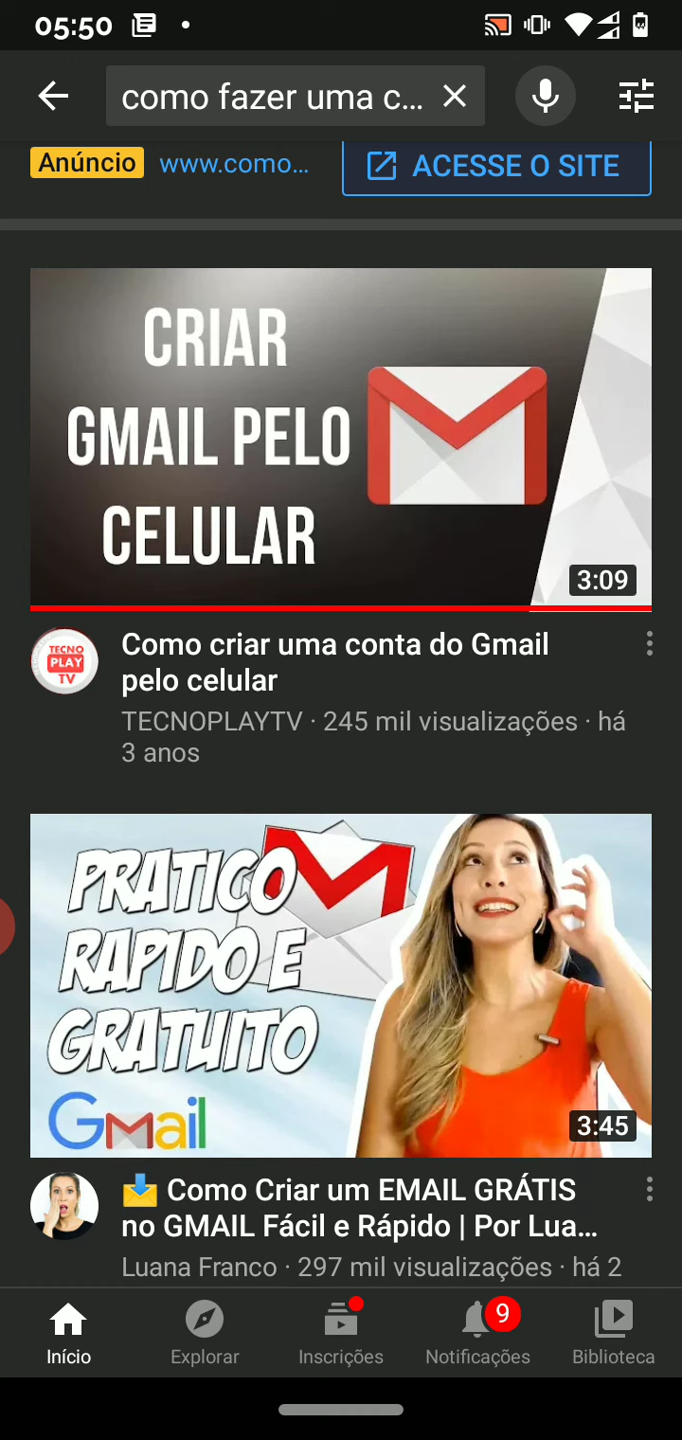 05:50
como fazer uma c...
Anúncio www.como... ACESSE O SITE
CRIAR
GMAIL PELO
CELULAR
3:09
TECNO
PLAY
TV
Como criar uma conta do Gmail
pelo celular
TECNOPLAYTV · 245 mil visualizações · há
3 anos
PRATICO
RAPIDO E
GRATUITO
Gmail
3:45
Como Criar um EMAIL GRÁTIS
no GMAIL Fácil e Rápido | Por Lua...
Luana Franco · 297 mil visualizações · há 2
9
Início Explorar Inscrições Notificações Biblioteca